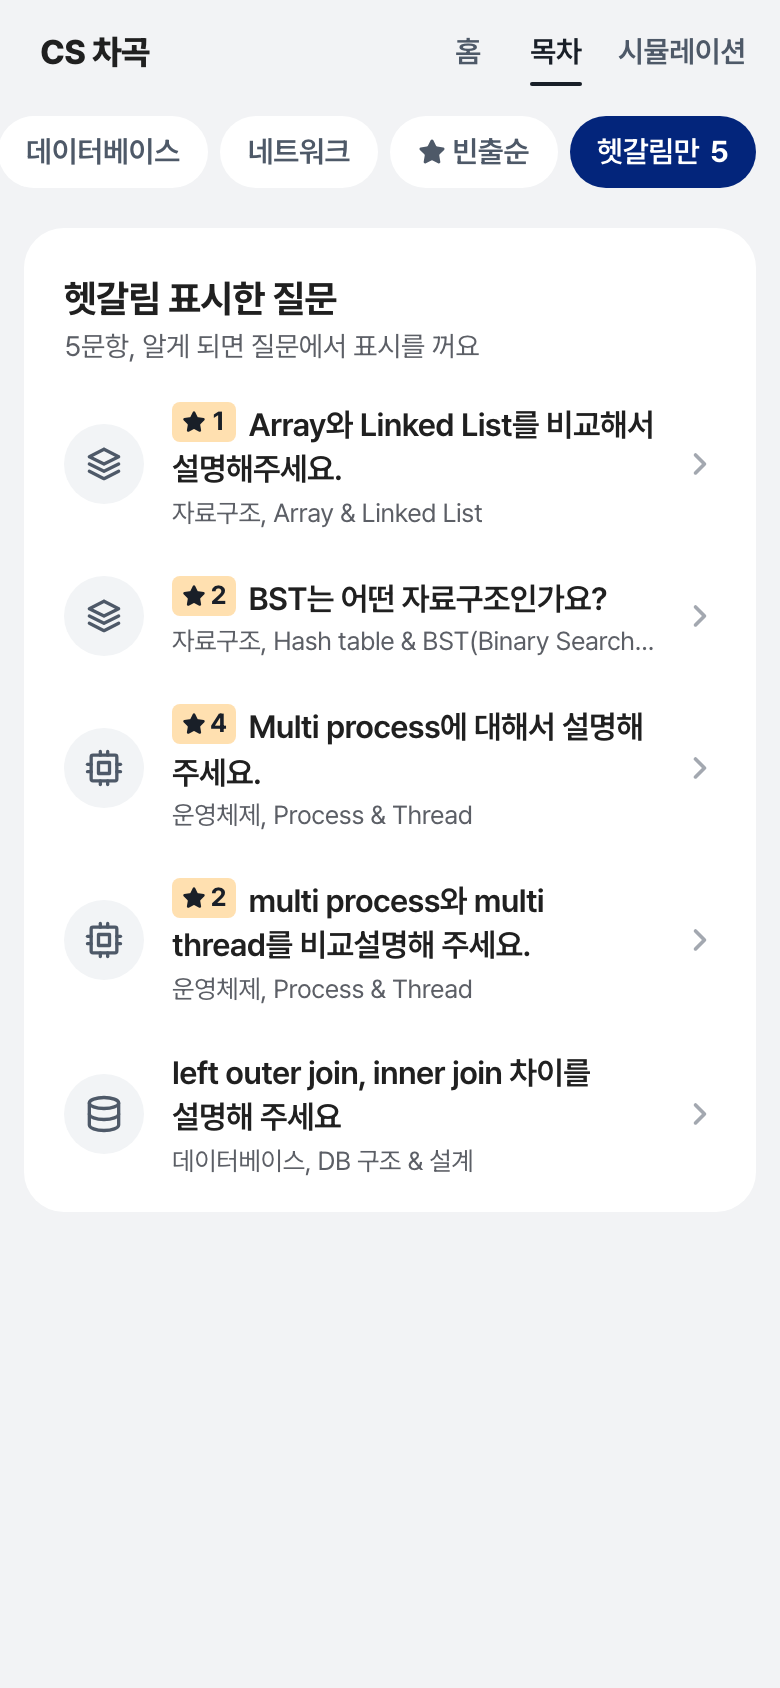 CS 차곡
홈 목차 시뮬레이션
데이터베이스 네트워크 ★ 빈출순 헷갈림만 5
헷갈림 표시한 질문
5문항, 알게 되면 질문에서 표시를 꺼요
★ 1 Array와 Linked List를 비교해서
설명해주세요.
자료구조, Array & Linked List
★ 2 BST는 어떤 자료구조인가요?
자료구조, Hash table & BST(Binary Search...
★ 4 Multi process에 대해서 설명해
주세요.
운영체제, Process & Thread
★ 2 multi process와 multi
thread를 비교설명해 주세요.
운영체제, Process & Thread
left outer join, inner join 차이를
설명해 주세요
데이터베이스, DB 구조 & 설계